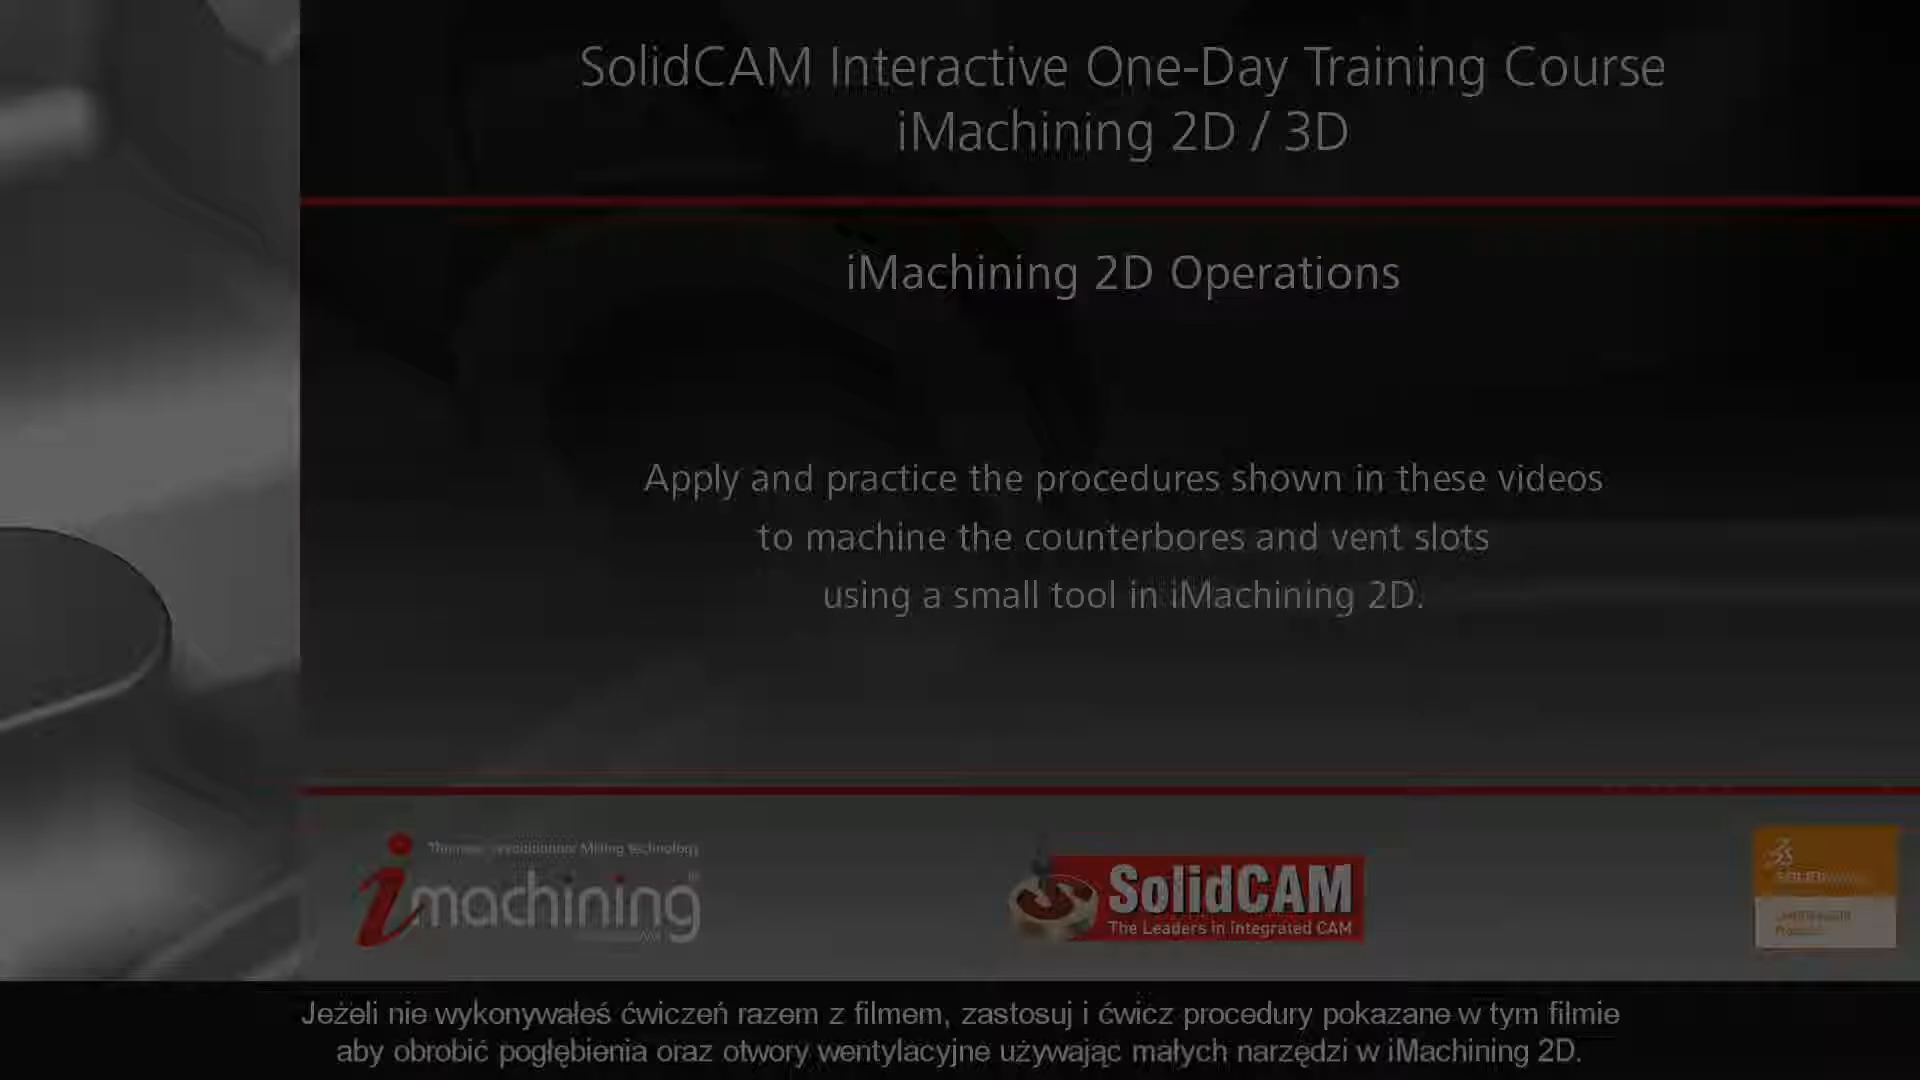 SolidCAM Interactive One-Day Training Course
iMachining 2D / 3D
iMachining 2D Operations
Apply and practice the procedures shown in these videos
to machine the counterbores and vent slots
using a small tool in iMachining 2D.
Milling technology
imachining
SolidCAM
The Leaders in Integrated CAM
Jeżeli nie wykonywałeś ćwiczeń razem z filmem, zastosuj i ćwicz procedury pokazane w tym filmie
aby obrobić pogłębienia oraz otwory wentylacyjne używając małych narzędzi w iMachining 2D.